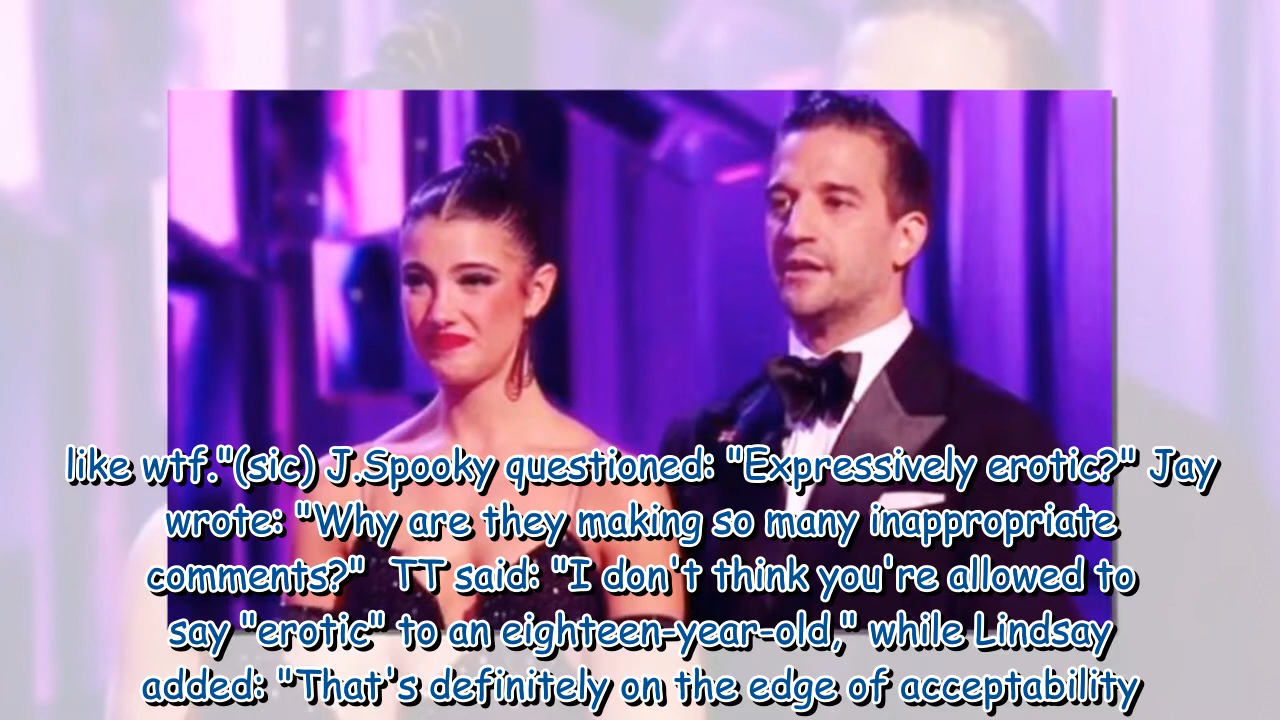 like wtf."(sic) J.Spooky questioned: "Expressively erotic?" Jay
wrote: "Why are they making so many inappropriate
comments?"  TT said: "I don't think you're allowed to
say "erotic" to an eighteen-year-old," while Lindsay
added: "That's definitely on the edge of acceptability